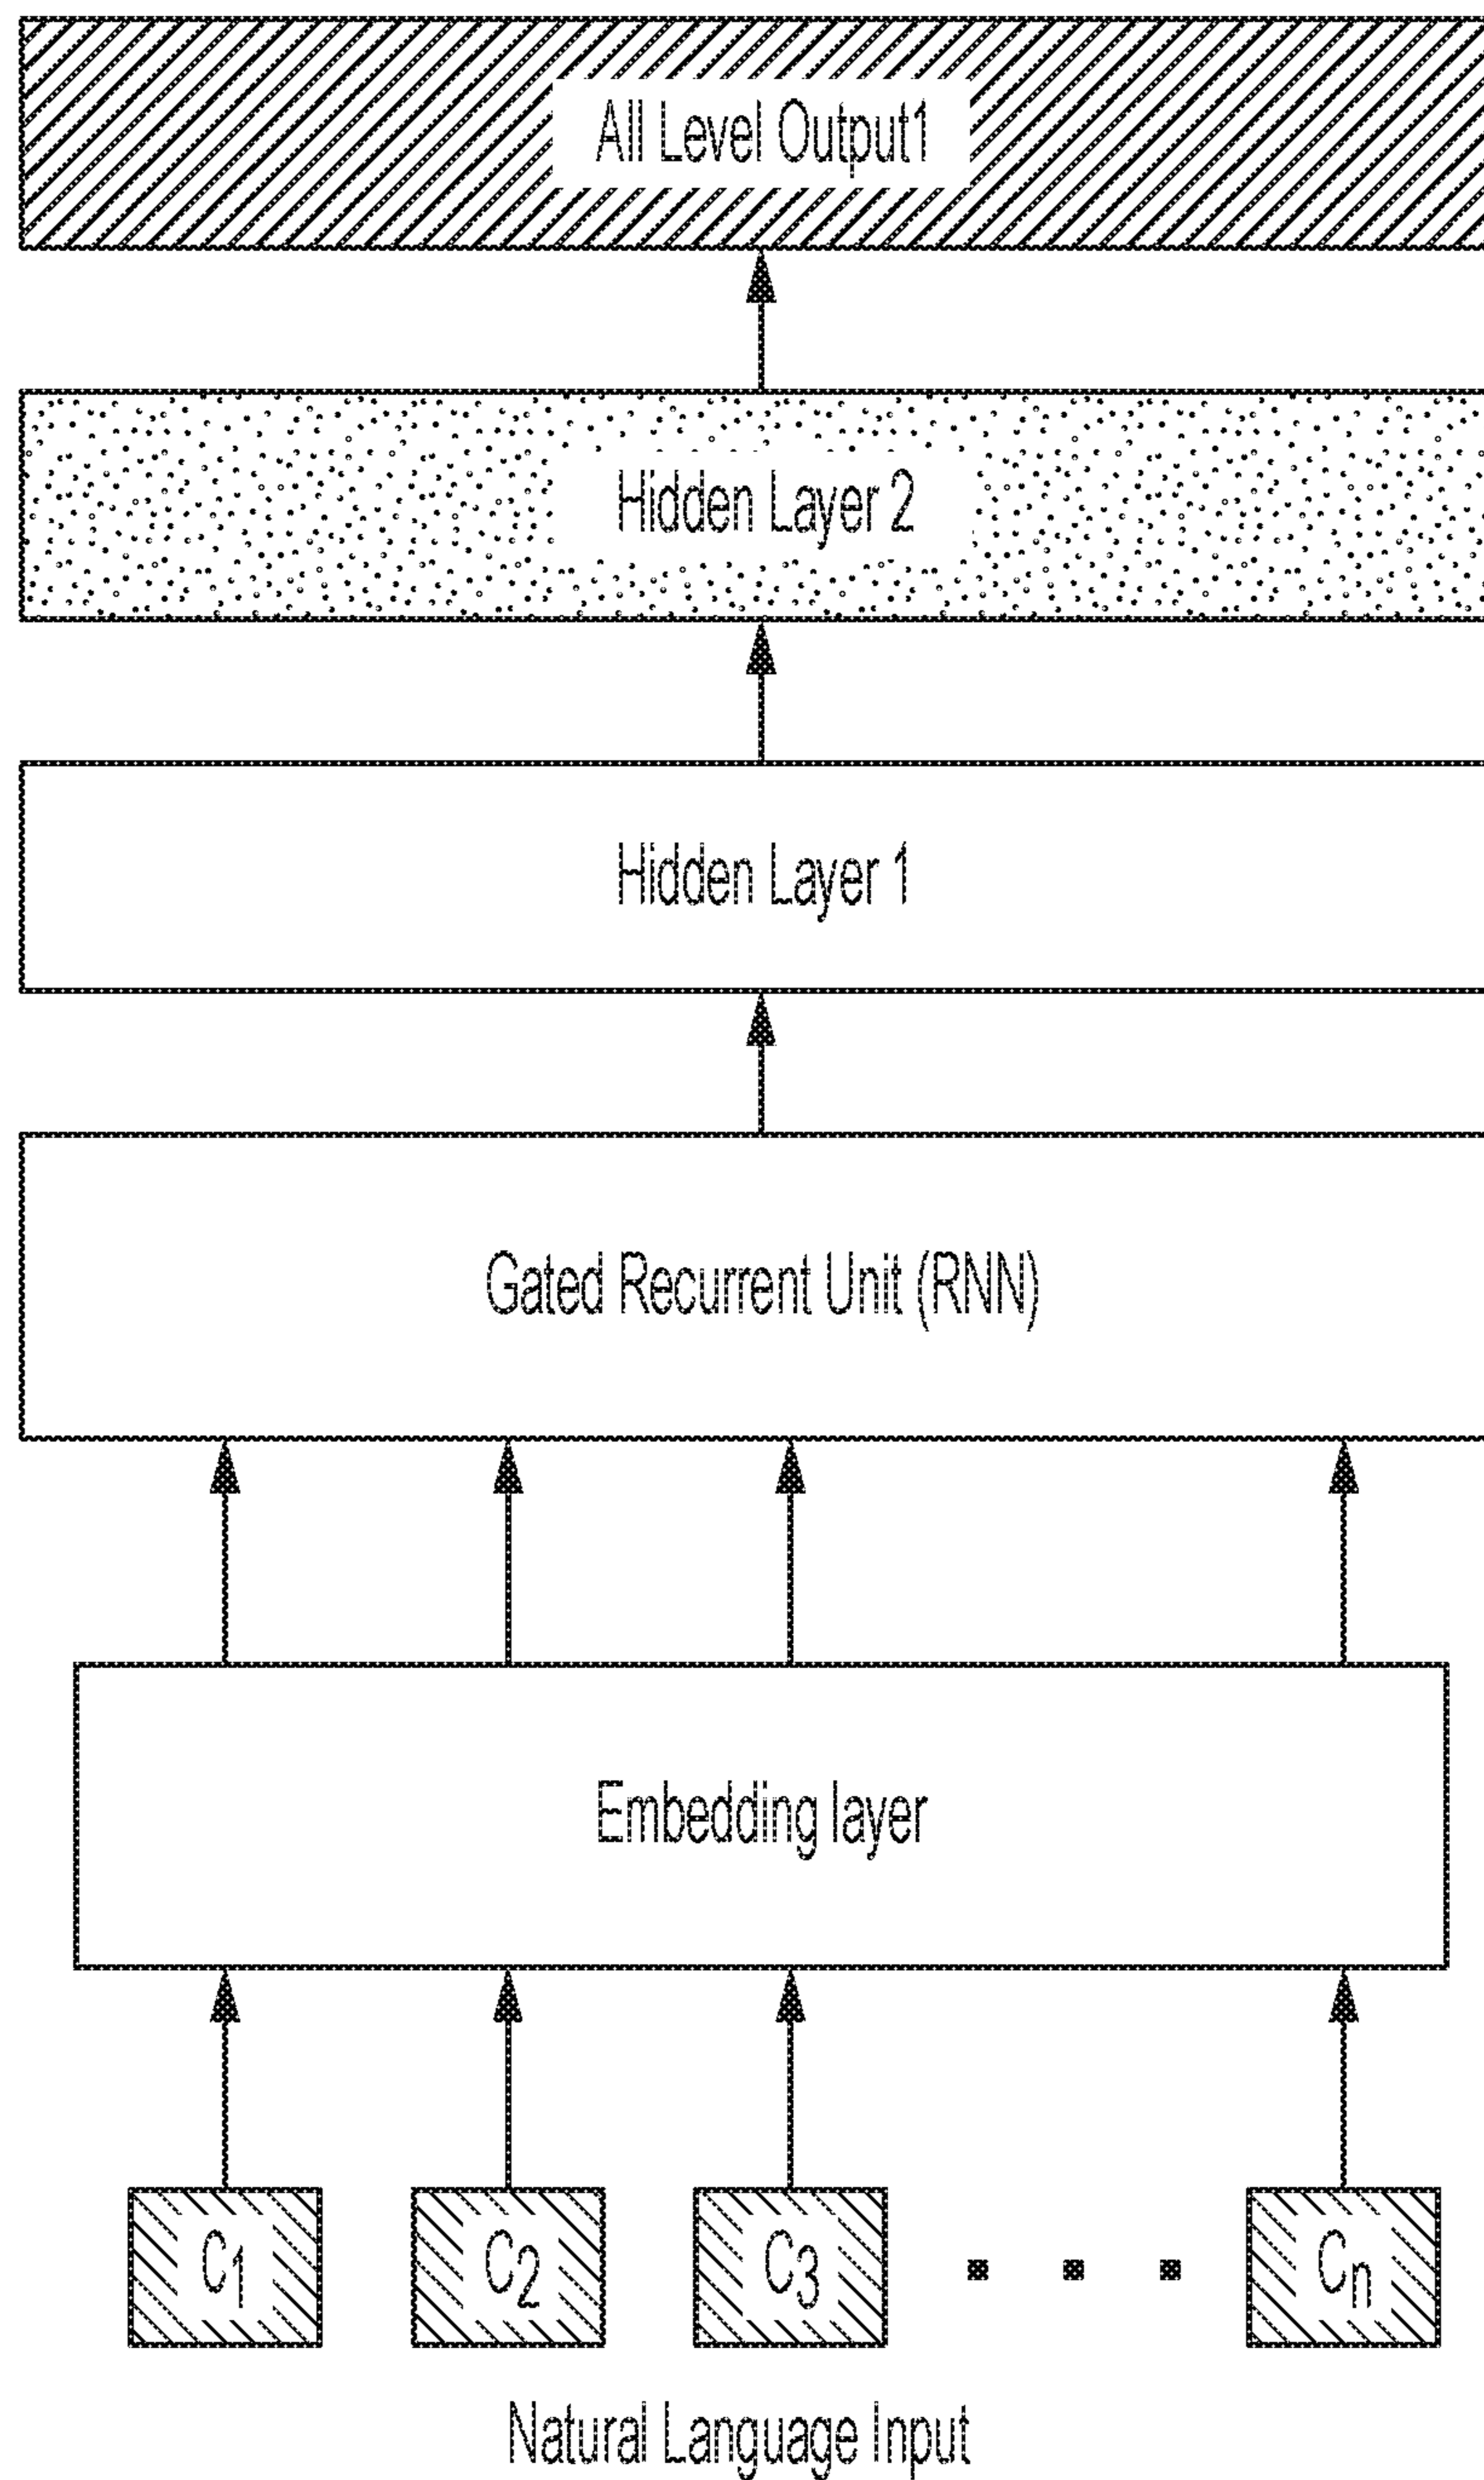 All Level Output1
Hidden Layer 2
Hidden Layer 1
Gated Recurrent Unit (RNN)
Embedding layer
C1 C2 C3 Cn
Natural Language Input